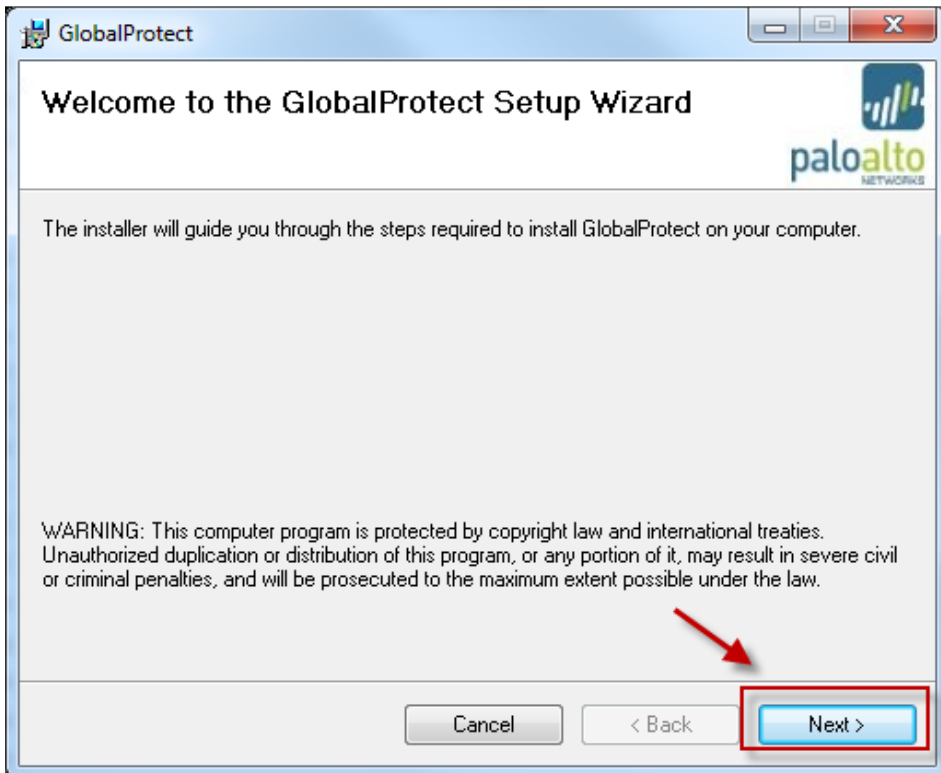 GlobalProtect
Welcome to the GlobalProtect Setup Wizard
paloalto
NETWORKS
The installer will guide you through the steps required to install GlobalProtect on your computer.
WARNING: This computer program is protected by copyright law and international treaties.
Unauthorized duplication or distribution of this program, or any portion of it, may result in severe civil
or criminal penalties, and will be prosecuted to the maximum extent possible under the law.
Cancel < Back Next >